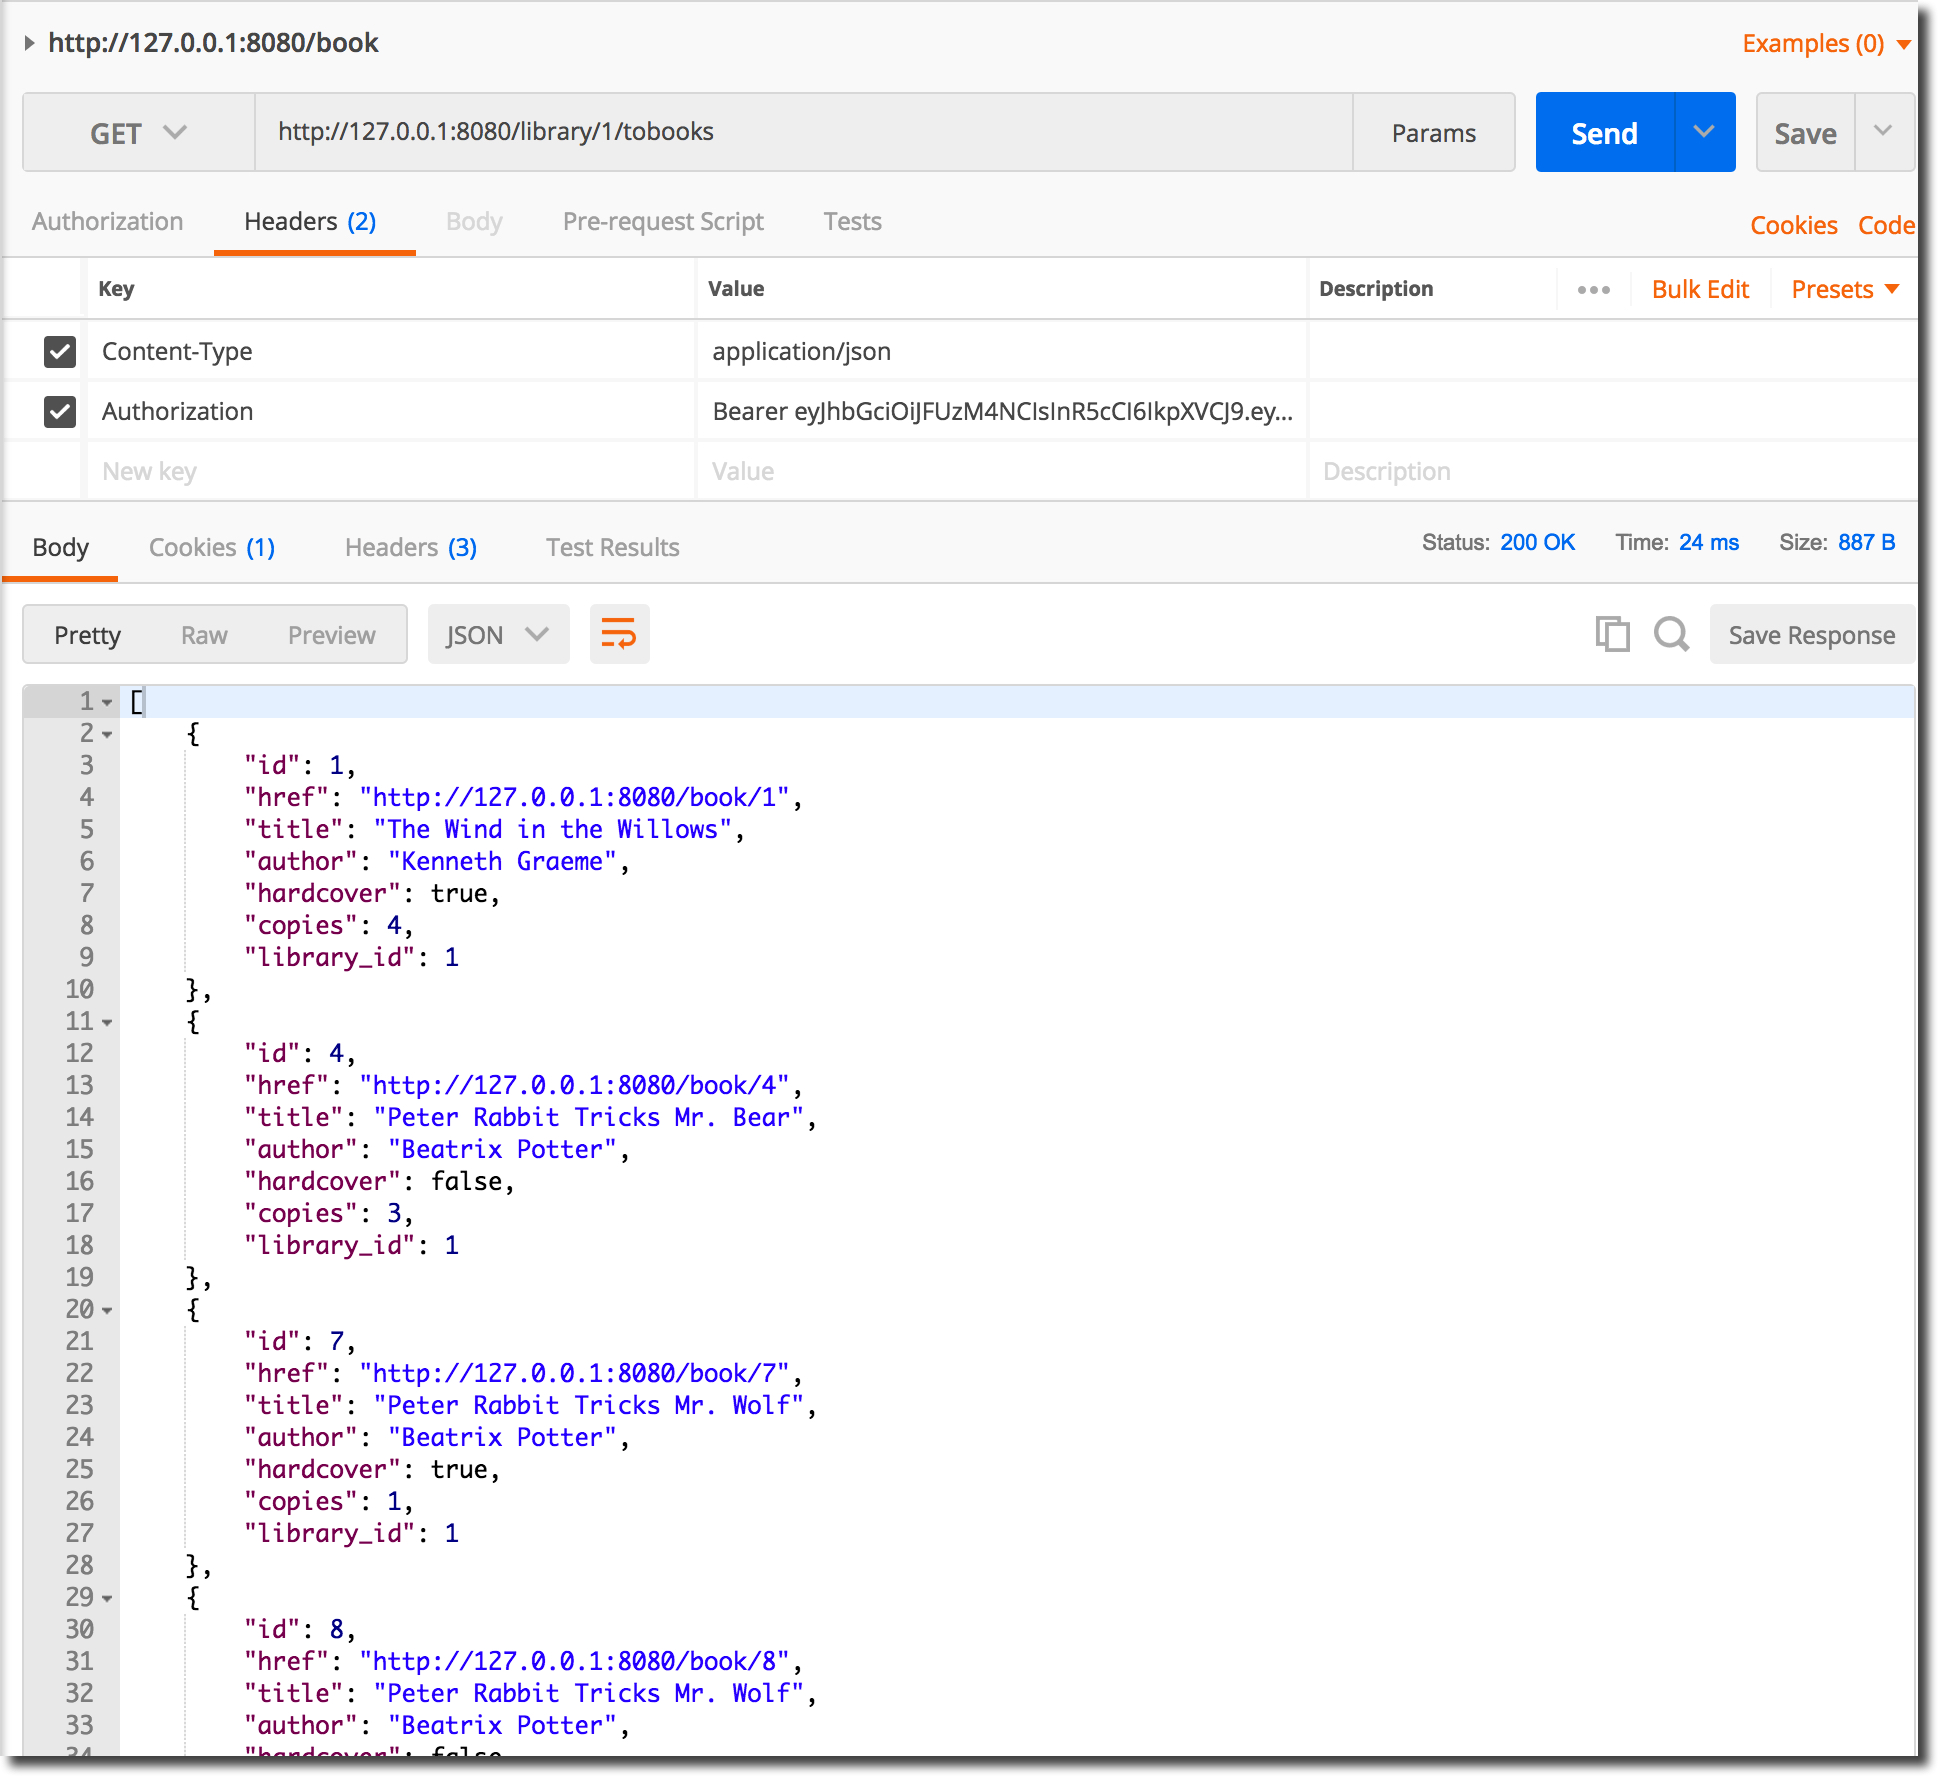 http://127.0.0.1:8080/book Examples (0)
GET http://127.0.0.1:8080/library/1/tobooks Params Send Save
Authorization Headers (2) Body Pre-request Script Tests Cookies Code
Key Value Description Bulk Edit Presets
Content-Type application/json
Authorization Bearer eyJhbGciOiJFUzM4NCIsInR5cCI6IkpXVCJ9.ey...
New key Value Description
Body Cookies (1) Headers (3) Test Results Status: 200 OK Time: 24 ms Size: 887 B
Pretty Raw Preview JSON Save Response
1 [
2 {
3 "id": 1,
4 "href": "http://127.0.0.1:8080/book/1",
5 "title": "The Wind in the Willows",
6 "author": "Kenneth Graeme",
7 "hardcover": true,
8 "copies": 4,
9 "library_id": 1
10 },
11 {
12 "id": 4,
13 "href": "http://127.0.0.1:8080/book/4",
14 "title": "Peter Rabbit Tricks Mr. Bear",
15 "author": "Beatrix Potter",
16 "hardcover": false,
17 "copies": 3,
18 "library_id": 1
19 },
20 {
21 "id": 7,
22 "href": "http://127.0.0.1:8080/book/7",
23 "title": "Peter Rabbit Tricks Mr. Wolf",
24 "author": "Beatrix Potter",
25 "hardcover": true,
26 "copies": 1,
27 "library_id": 1
28 },
29 {
30 "id": 8,
31 "href": "http://127.0.0.1:8080/book/8",
32 "title": "Peter Rabbit Tricks Mr. Wolf",
33 "author": "Beatrix Potter",
34 "hardcover": false